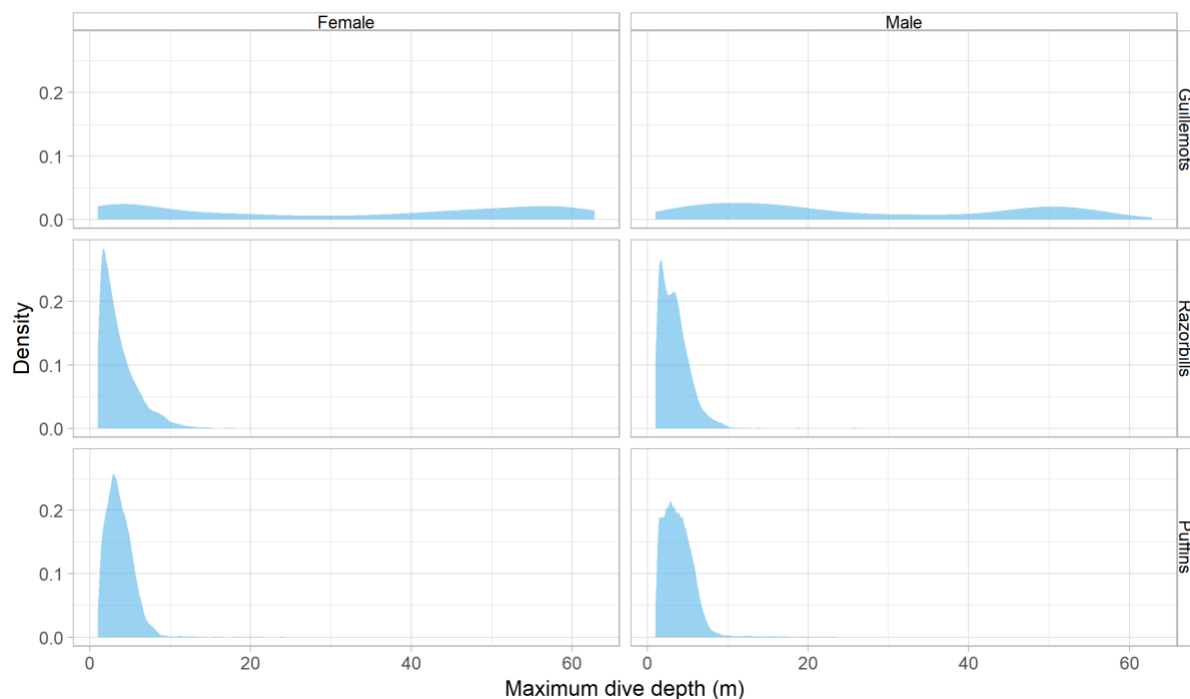 Female Male
Guillemots
0.2
0.1
0.0
Razorbills
0.2
0.1
0.0
Puffins
0.2
0.1
0.0
Density
0 20 40 60 0 20 40 60
Maximum dive depth (m)